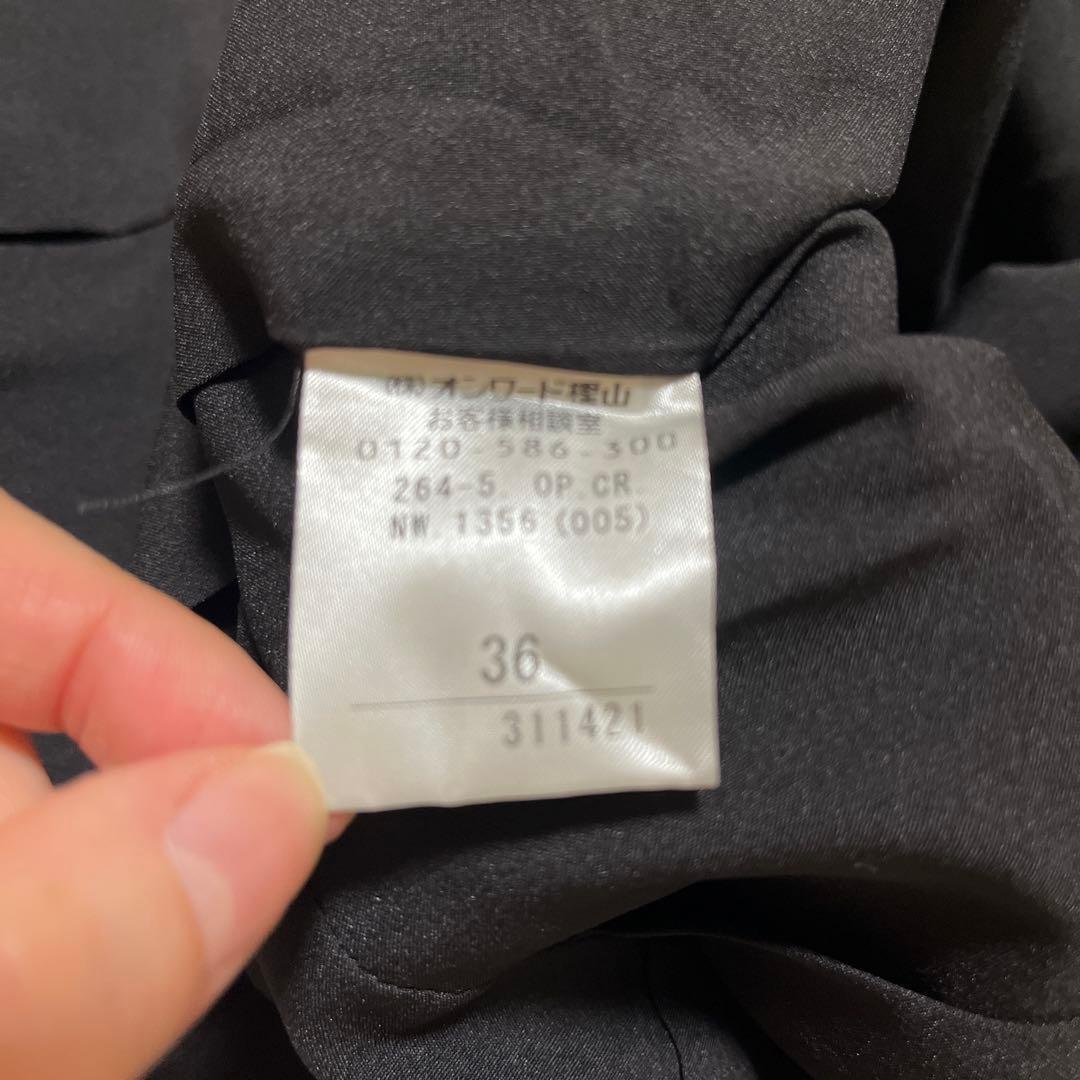 (株)オンワード樫山
お客様相談室
0120-586-300
264-5. OP.CR.
NW.1356(005)
36
311421